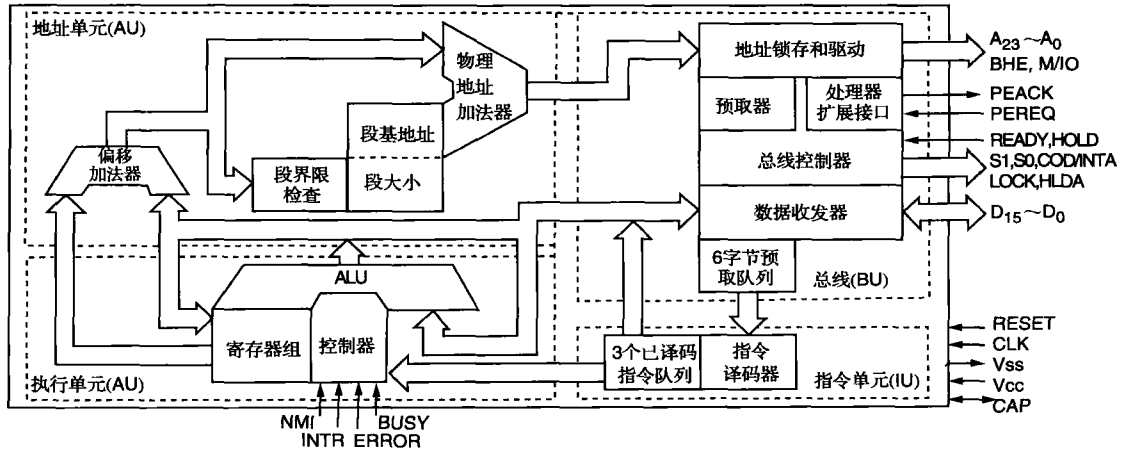 地址单元(AU)
物理
地址
加法器
段基地址
偏移
加法器
段界限
检查
段大小
地址锁存和驱动
预取器
处理器
扩展接口
总线控制器
数据收发器
6字节预
取队列
总线(BU)
A23～A0
BHE, M/IO
PEACK
PEREQ
READY,HOLD
S1,S0,COD/INTA
LOCK,HLDA
D15～D0
ALU
寄存器组
控制器
执行单元(AU)
3个已译码
指令队列
指令
译码器
指令单元(IU)
RESET
CLK
Vss
Vcc
CAP
NMI
BUSY
INTR
ERROR